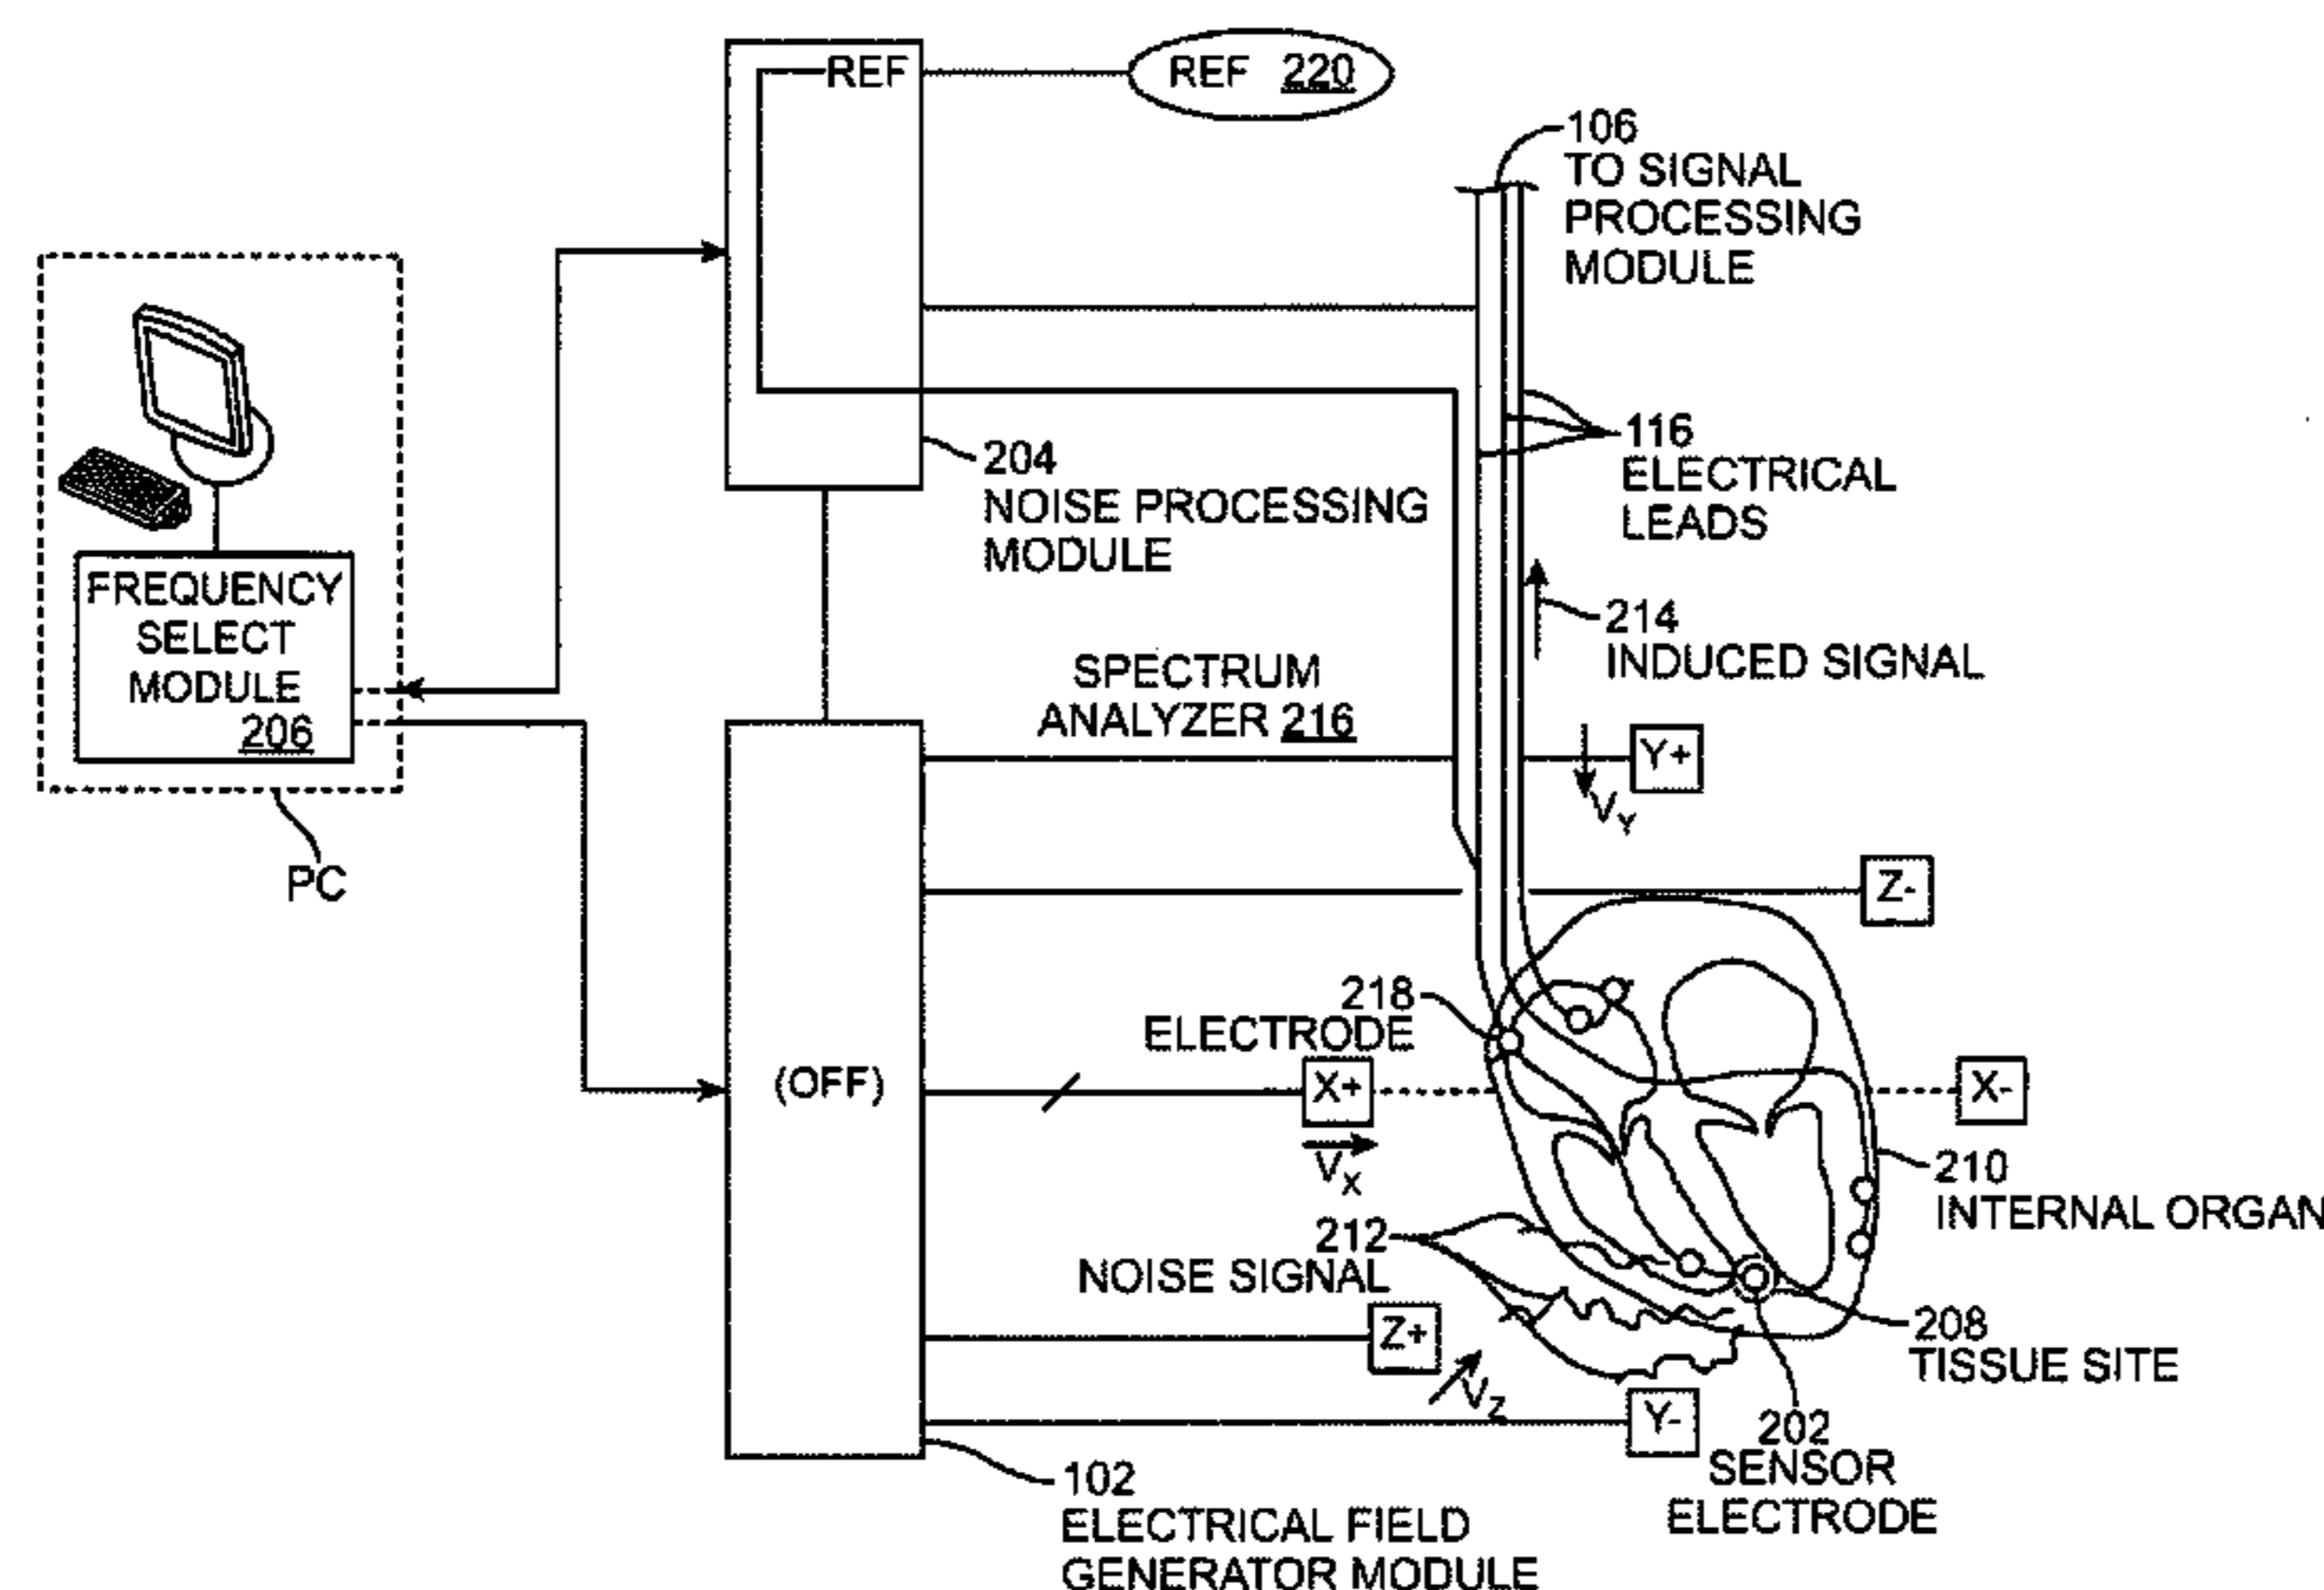 REF
REF 220
106
TO SIGNAL
PROCESSING
MODULE
116
ELECTRICAL
LEADS
204
NOISE PROCESSING
MODULE
FREQUENCY
SELECT
MODULE
206
PC
214
INDUCED SIGNAL
SPECTRUM
ANALYZER 216
Y+
VY
Z-
218
ELECTRODE
(OFF)
X+
X-
VX
210
INTERNAL ORGAN
212
NOISE SIGNAL
Z+
VZ
208
TISSUE SITE
Y-
202
SENSOR
ELECTRODE
102
ELECTRICAL FIELD
GENERATOR MODULE